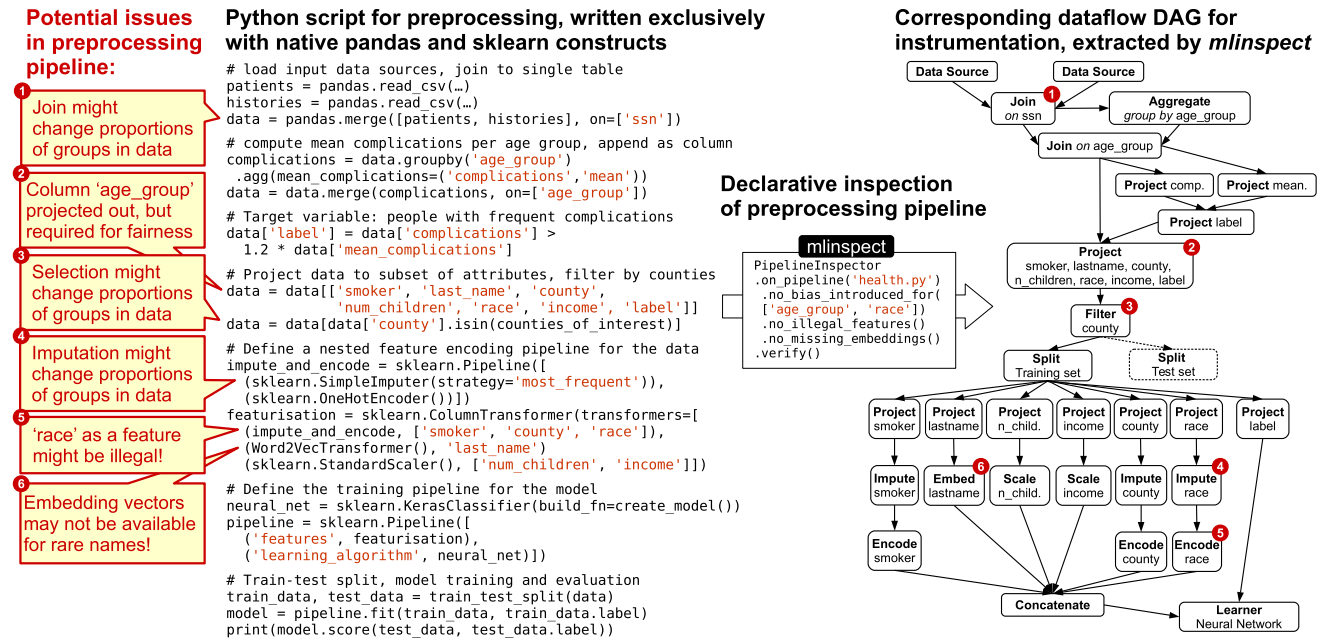 Potential issues
in preprocessing
pipeline:
1
Join might
change proportions
of groups in data
2
Column ‘age_group’
projected out, but
required for fairness
3
Selection might
change proportions
of groups in data
4
Imputation might
change proportions
of groups in data
5
‘race’ as a feature
might be illegal!
6
Embedding vectors
may not be available
for rare names!
Python script for preprocessing, written exclusively
with native pandas and sklearn constructs
# load input data sources, join to single table
patients = pandas.read_csv(…)
histories = pandas.read_csv(…)
data = pandas.merge([patients, histories], on=['ssn'])
# compute mean complications per age group, append as column
complications = data.groupby('age_group')
.agg(mean_complications=('complications','mean'))
data = data.merge(complications, on=['age_group'])
# Target variable: people with frequent complications
data['label'] = data['complications'] >
1.2 * data['mean_complications']
# Project data to subset of attributes, filter by counties
data = data[['smoker', 'last_name', 'county',
'num_children', 'race', 'income', 'label']]
data = data[data['county'].isin(counties_of_interest)]
# Define a nested feature encoding pipeline for the data
impute_and_encode = sklearn.Pipeline([
(sklearn.SimpleImputer(strategy='most_frequent')),
(sklearn.OneHotEncoder())])
featurisation = sklearn.ColumnTransformer(transformers=[
(impute_and_encode, ['smoker', 'county', 'race']),
(Word2VecTransformer(), 'last_name')
(sklearn.StandardScaler(), ['num_children', 'income']])
# Define the training pipeline for the model
neural_net = sklearn.KerasClassifier(build_fn=create_model())
pipeline = sklearn.Pipeline([
('features', featurisation),
('learning_algorithm', neural_net)])
# Train-test split, model training and evaluation
train_data, test_data = train_test_split(data)
model = pipeline.fit(train_data, train_data.label)
print(model.score(test_data, test_data.label))
Declarative inspection
of preprocessing pipeline
mlinspect
PipelineInspector
.on_pipeline('health.py')
.no_bias_introduced_for(
['age_group', 'race'])
.no_illegal_features()
.no_missing_embeddings()
.verify()
Corresponding dataflow DAG for
instrumentation, extracted by mlinspect
Data Source
Data Source
1
Join
on ssn
Aggregate
group by age_group
Join on age_group
Project comp.
Project mean.
Project label
2
Project
smoker, lastname, county,
n_children, race, income, label
3
Filter
county
Split
Training set
Split
Test set
Project
smoker
Project
lastname
Project
n_child.
Project
income
Project
county
Project
race
Project
label
Impute
smoker
6
Embed
lastname
Scale
n_child.
Scale
income
Impute
county
4
Impute
race
Encode
smoker
Encode
county
5
Encode
race
Concatenate
Learner
Neural Network